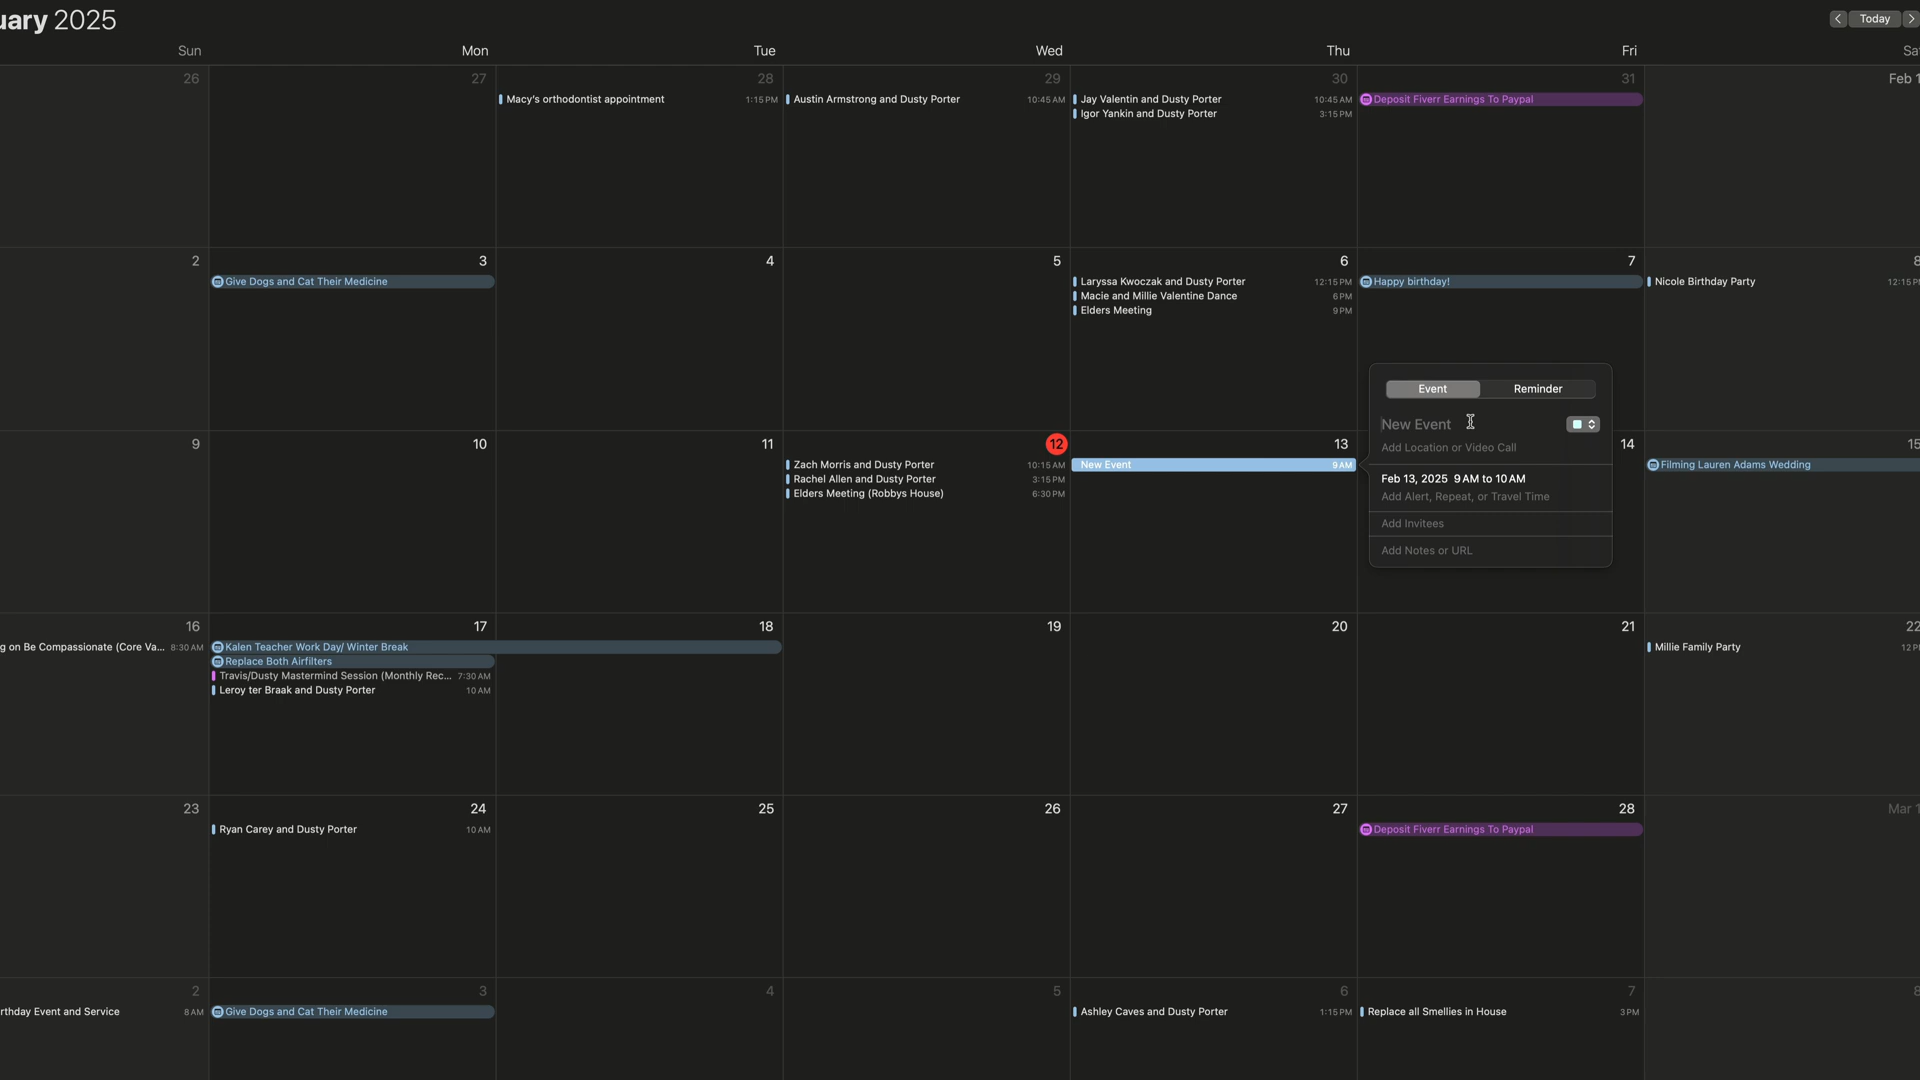 uary 2025
Today
Sun Mon Tue Wed Thu Fri Sa
26 27 28 29 30 31 Feb 1
Macy's orthodontist appointment 1:15 PM
Austin Armstrong and Dusty Porter 10:45 AM
Jay Valentin and Dusty Porter 10:45 AM
Igor Yankin and Dusty Porter 3:15 PM
Deposit Fiverr Earnings To Paypal
2 3 4 5 6 7 8
Give Dogs and Cat Their Medicine
Laryssa Kwoczak and Dusty Porter 12:15 PM
Macie and Millie Valentine Dance 6 PM
Elders Meeting 9 PM
Happy birthday!
Nicole Birthday Party 12:15 P
9 10 11 12 13 14 15
Zach Morris and Dusty Porter 10:15 AM
Rachel Allen and Dusty Porter 3:15 PM
Elders Meeting (Robbys House) 6:30 PM
New Event 9 AM
Event Reminder
New Event
Add Location or Video Call
Feb 13, 2025 9 AM to 10 AM
Add Alert, Repeat, or Travel Time
Add Invitees
Add Notes or URL
Filming Lauren Adams Wedding
16 17 18 19 20 21 22
g on Be Compassionate (Core Va... 8:30 AM
Kalen Teacher Work Day/ Winter Break
Replace Both Airfilters
Travis/Dusty Mastermind Session (Monthly Rec... 7:30 AM
Leroy ter Braak and Dusty Porter 10 AM
Millie Family Party 12 P
23 24 25 26 27 28 Mar 1
Ryan Carey and Dusty Porter 10 AM
Deposit Fiverr Earnings To Paypal
2 3 4 5 6 7 8
rthday Event and Service 8 AM
Give Dogs and Cat Their Medicine
Ashley Caves and Dusty Porter 1:15 PM
Replace all Smellies in House 3 PM